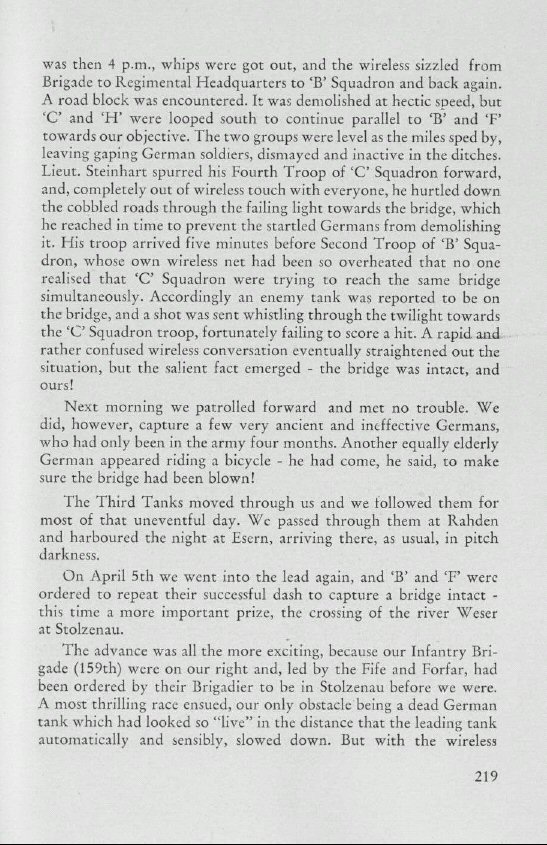 was then 4 p.m., whips were got out, and the wireless sizzled from
Brigade to Regimental Headquarters to ‘B’ Squadron and back again.
A road block was encountered. It was demolished at hectic speed, but
‘C’ and ‘H’ were looped south to continue parallel to ‘B’ and ‘F’
towards our objective. The two groups were level as the miles sped by,
leaving gaping German soldiers, dismayed and inactive in the ditches.
Lieut. Steinhart spurred his Fourth Troop of ‘C’ Squadron forward,
and, completely out of wireless touch with everyone, he hurtled down
the cobbled roads through the failing light towards the bridge, which
he reached in time to prevent the startled Germans from demolishing
it. His troop arrived five minutes before Second Troop of ‘B’ Squa-
dron, whose own wireless net had been so overheated that no one
realised that ‘C’ Squadron were trying to reach the same bridge
simultaneously. Accordingly an enemy tank was reported to be on
the bridge, and a shot was sent whistling through the twilight towards
the ‘C’ Squadron troop, fortunately failing to score a hit. A rapid and
rather confused wireless conversation eventually straightened out the
situation, but the salient fact emerged - the bridge was intact, and
ours!
Next morning we patrolled forward and met no trouble. We
did, however, capture a few very ancient and ineffective Germans,
who had only been in the army four months. Another equally elderly
German appeared riding a bicycle - he had come, he said, to make
sure the bridge had been blown!
The Third Tanks moved through us and we followed them for
most of that uneventful day. We passed through them at Rahden
and harboured the night at Esern, arriving there, as usual, in pitch
darkness.
On April 5th we went into the lead again, and ‘B’ and ‘F’ were
ordered to repeat their successful dash to capture a bridge intact -
this time a more important prize, the crossing of the river Weser
at Stolzenau.
The advance was all the more exciting, because our Infantry Bri-
gade (159th) were on our right and, led by the Fife and Forfar, had
been ordered by their Brigadier to be in Stolzenau before we were.
A most thrilling race ensued, our only obstacle being a dead German
tank which had looked so “live” in the distance that the leading tank
automatically and sensibly, slowed down. But with the wireless
219